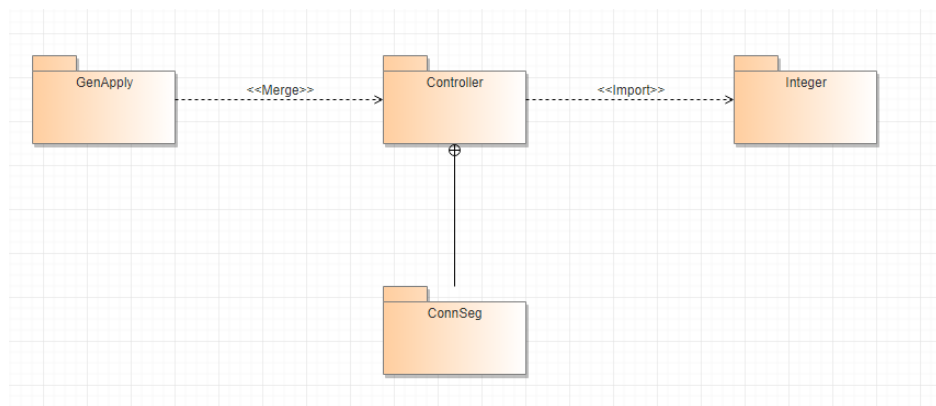 GenApply
<<Merge>>
Controller
<<Import>>
Integer
ConnSeg